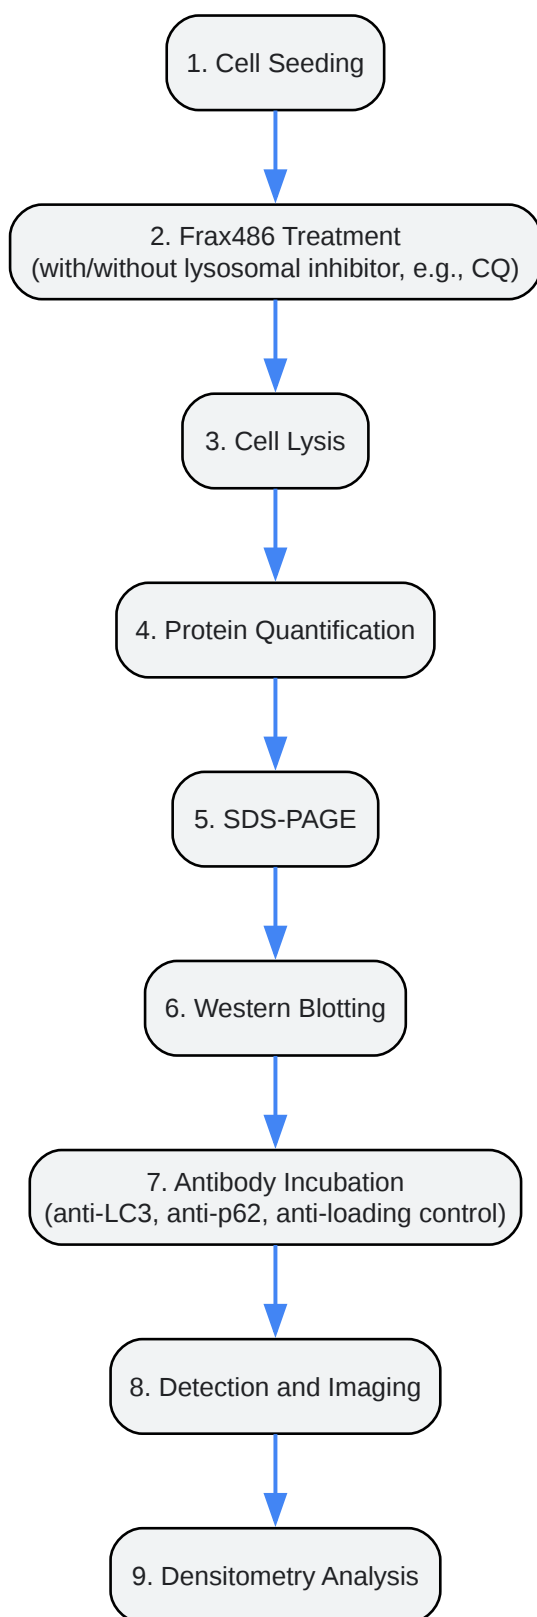 1. Cell Seeding
2. Frax486 Treatment
(with/without lysosomal inhibitor, e.g., CQ)
3. Cell Lysis
4. Protein Quantification
5. SDS-PAGE
6. Western Blotting
7. Antibody Incubation
(anti-LC3, anti-p62, anti-loading control)
8. Detection and Imaging
9. Densitometry Analysis